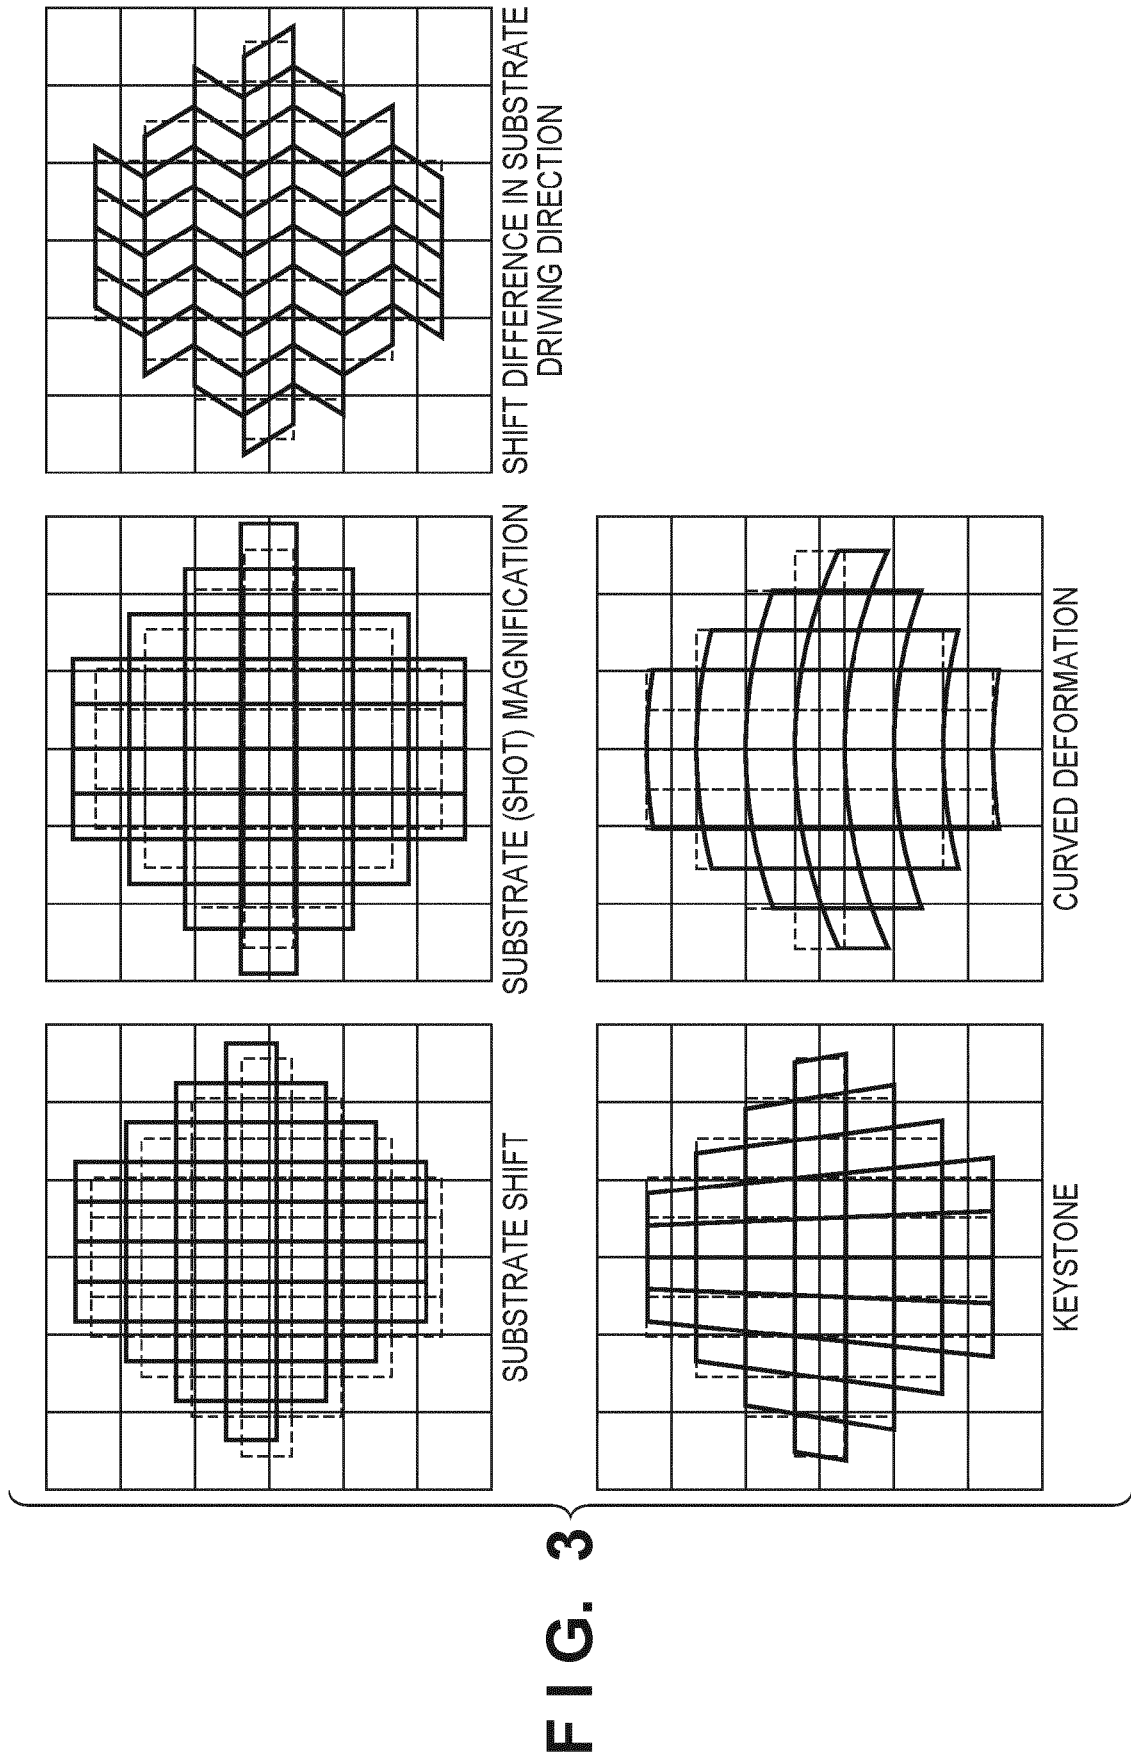 FIG. 3
SUBSTRATE SHIFT
SUBSTRATE (SHOT) MAGNIFICATION
SHIFT DIFFERENCE IN SUBSTRATE
DRIVING DIRECTION
KEYSTONE
CURVED DEFORMATION